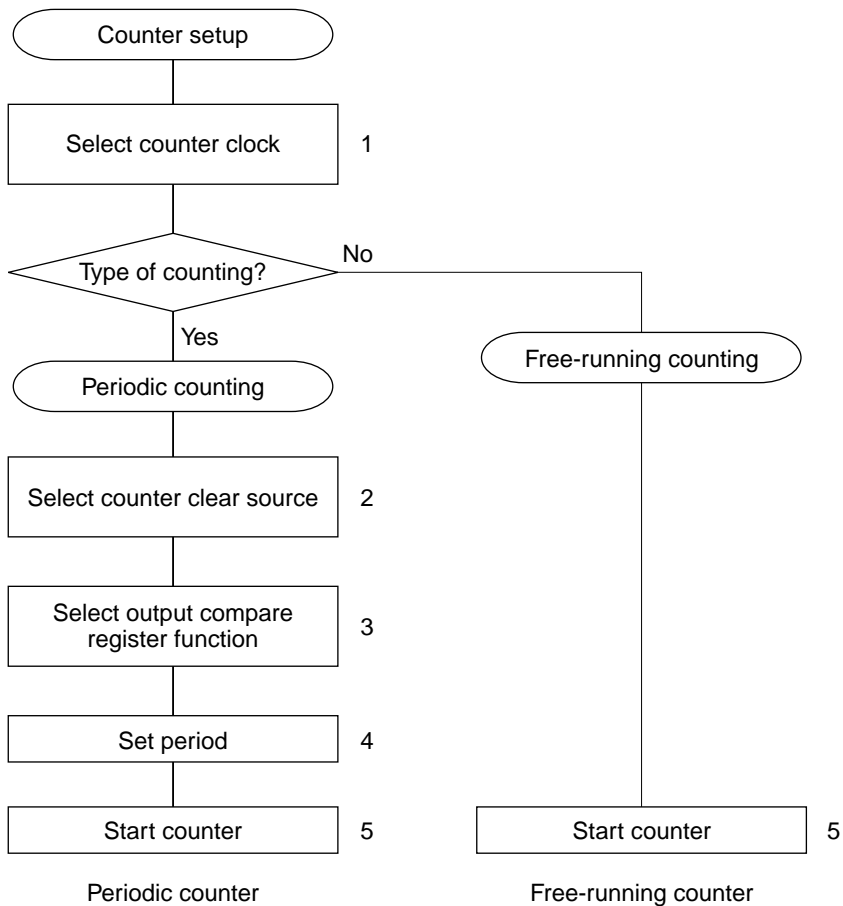 Counter setup
Select counter clock
1
Type of counting?
No
Yes
Periodic counting
Free-running counting
Select counter clear source
2
Select output compare
register function
3
Set period
4
Start counter
5
Start counter
5
Periodic counter
Free-running counter